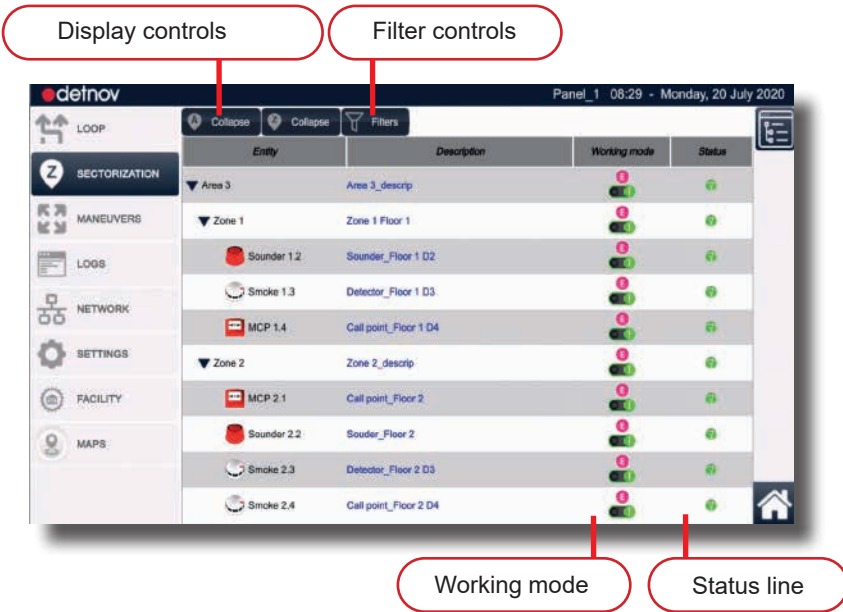 Display controls
Filter controls
detnov
Panel_1 08:29 - Monday, 20 July 2020
LOOP
A Collapse Z Collapse Filters
Entity Description Working mode Status
Z SECTORIZATION
Area 3 Area 3_descrip E
MANEUVERS
Zone 1 Zone 1 Floor 1 E
LOGS
Sounder 1.2 Sounder_Floor 1 D2 E
Smoke 1.3 Detector_Floor 1 D3 E
NETWORK
MCP 1.4 Call point_Floor 1 D4 E
SETTINGS
Zone 2 Zone 2_descrip E
FACILITY
MCP 2.1 Call point_Floor 2 E
MAPS
Sounder 2.2 Souder_Floor 2 E
Smoke 2.3 Detector_Floor 2 D3 E
Smoke 2.4 Call point_Floor 2 D4 E
Working mode
Status line